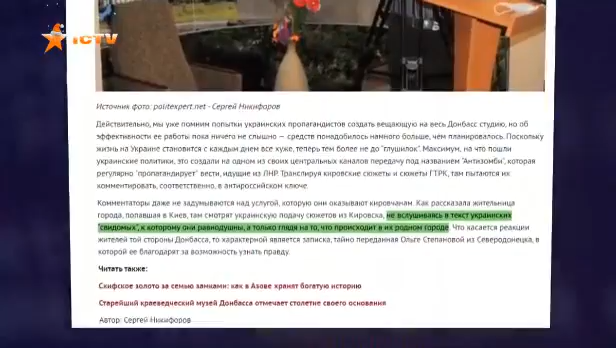 ICTV
Источник фото: politexpert.net - Сергей Никифоров
Действительно, мы уже помним попытки украинских пропагандистов создать вещающую на весь Донбасс студию, но об
эффективности ее работы пока ничего не слышно — средств понадобилось намного больше, чем планировалось. Поскольку
жизнь на Украине становится с каждым днем все хуже, теперь тем более не до "глушилок". Максимум, на что пошли
украинские политики, это создали на одном из своих центральных каналов передачу под названием "Антизомби", которая
регулярно "пропагандирует" вести, идущие из ЛНР. Транслируя кировские сюжеты и сюжеты ГТРК, там пытаются их
комментировать, соответственно, в антироссийском ключе.
Комментаторы даже не задумываются над услугой, которую они оказывают кировчанам. Как рассказала жительница
города, попавшая в Киев, там смотрят украинскую подачу сюжетов из Кировска, не вслушиваясь в текст украинских
"свидомых", к которому они равнодушны, а только глядя на то, что происходит в их родном городе. Что касается реакции
жителей той стороны Донбасса, то характерной является записка, тайно переданная Ольге Степановой из Северодонецка, в
которой ее благодарят за возможность узнать правду.
Читать также:
Скифское золото за семью замками: как в Азове хранят богатую историю
Старейший краеведческий музей Донбасса отмечает столетие своего основания
Автор: Сергей Никифоров